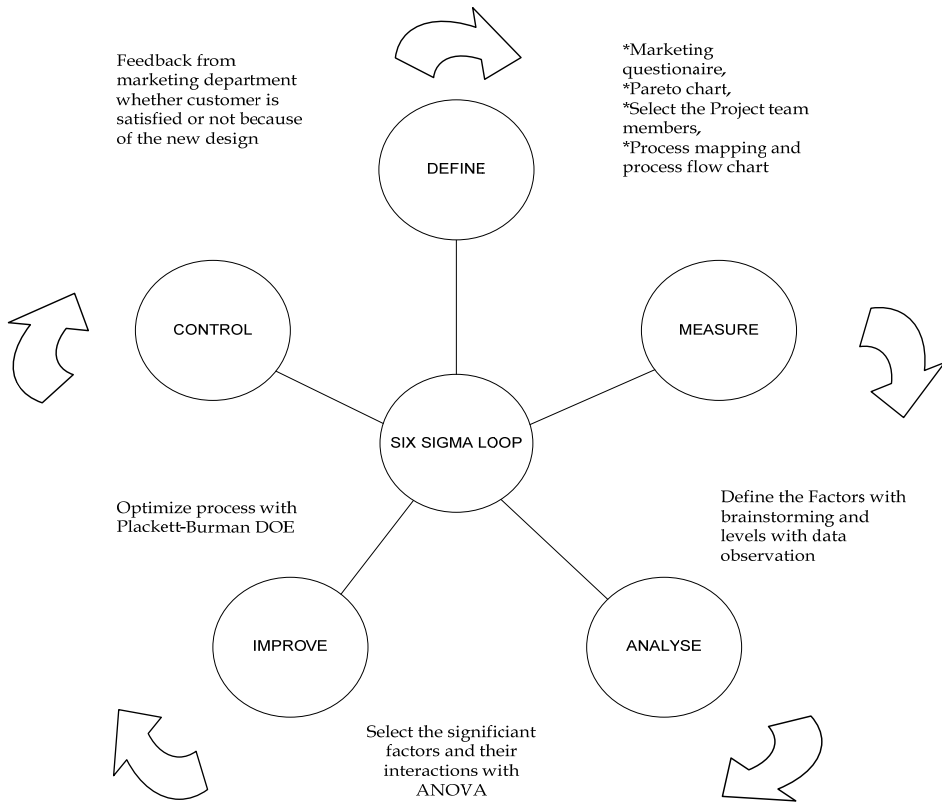 Feedback from
marketing department
whether customer is
satisfied or not because
of the new design
*Marketing
questionaire,
*Pareto chart,
*Select the Project team
members,
*Process mapping and
process flow chart
DEFINE
CONTROL
MEASURE
SIX SIGMA LOOP
Optimize process with
Plackett-Burman DOE
Define the Factors with
brainstorming and
levels with data
observation
IMPROVE
ANALYSE
Select the significiant
factors and their
interactions with
ANOVA